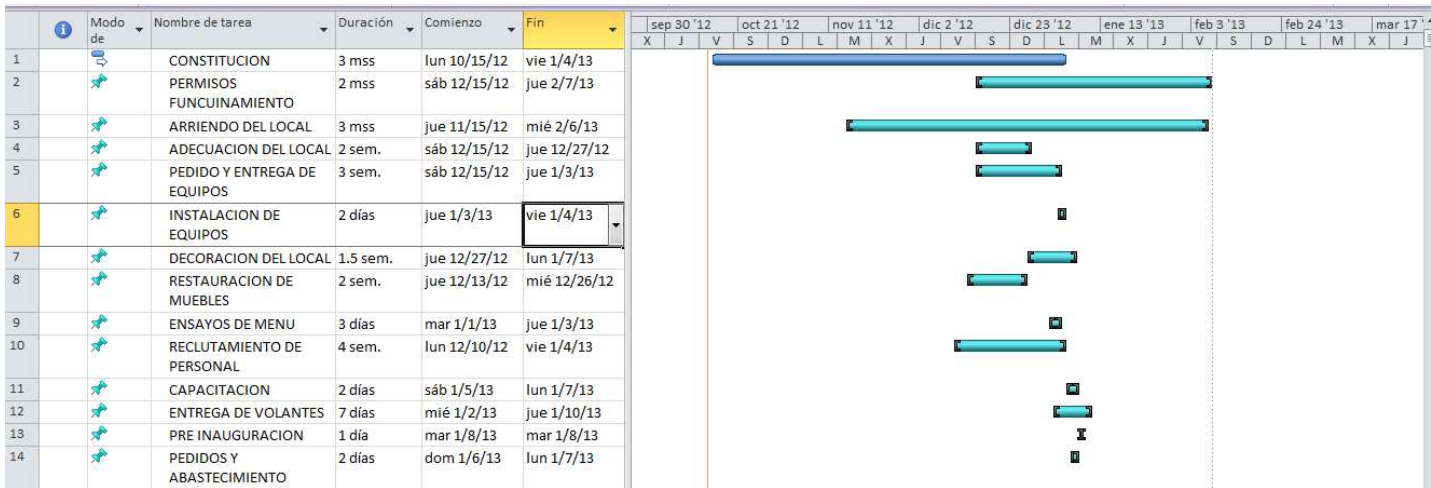 Modo de Nombre de tarea Duración Comienzo Fin
sep 30 '12 oct 21 '12 nov 11 '12 dic 2 '12 dic 23 '12 ene 13 '13 feb 3 '13 feb 24 '13 mar 17 '
X J V S D L M X J V S D L M X J V S D L M X J
1 CONSTITUCION 3 mss lun 10/15/12 vie 1/4/13
2 PERMISOS FUNCUINAMIENTO 2 mss sáb 12/15/12 jue 2/7/13
3 ARRIENDO DEL LOCAL 3 mss jue 11/15/12 mié 2/6/13
4 ADECUACION DEL LOCAL 2 sem. sáb 12/15/12 jue 12/27/12
5 PEDIDO Y ENTREGA DE EQUIPOS 3 sem. sáb 12/15/12 jue 1/3/13
6 INSTALACION DE EQUIPOS 2 días jue 1/3/13 vie 1/4/13
7 DECORACION DEL LOCAL 1.5 sem. jue 12/27/12 lun 1/7/13
8 RESTAURACION DE MUEBLES 2 sem. jue 12/13/12 mié 12/26/12
9 ENSAYOS DE MENU 3 días mar 1/1/13 jue 1/3/13
10 RECLUTAMIENTO DE PERSONAL 4 sem. lun 12/10/12 vie 1/4/13
11 CAPACITACION 2 días sáb 1/5/13 lun 1/7/13
12 ENTREGA DE VOLANTES 7 días mié 1/2/13 jue 1/10/13
13 PRE INAUGURACION 1 día mar 1/8/13 mar 1/8/13
14 PEDIDOS Y ABASTECIMIENTO 2 días dom 1/6/13 lun 1/7/13